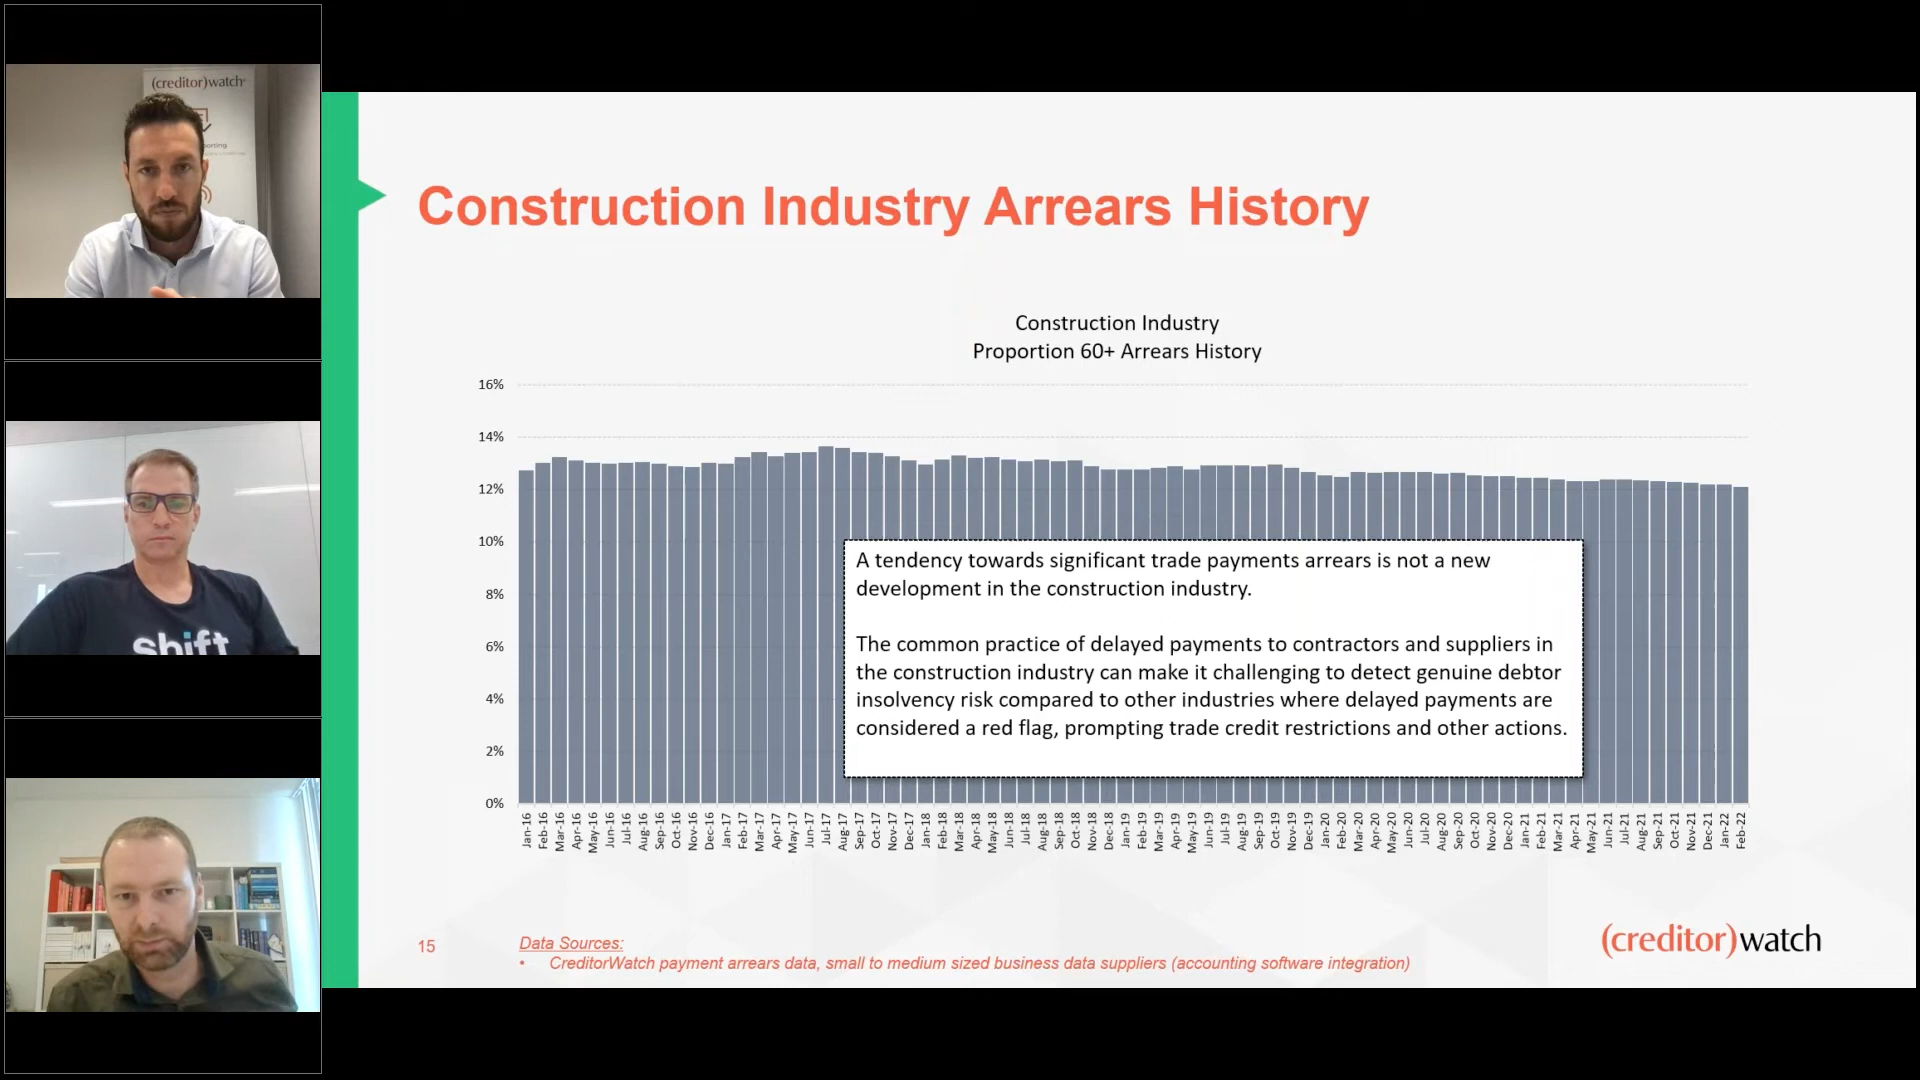 (creditor)watch
orting
shift
Construction Industry Arrears History
Construction Industry
Proportion 60+ Arrears History
16%
14%
12%
10%
8%
6%
4%
2%
0%
A tendency towards significant trade payments arrears is not a new
development in the construction industry.
The common practice of delayed payments to contractors and suppliers in
the construction industry can make it challenging to detect genuine debtor
insolvency risk compared to other industries where delayed payments are
considered a red flag, prompting trade credit restrictions and other actions.
Jan-16 Feb-16 Mar-16 Apr-16 May-16 Jun-16 Jul-16 Aug-16 Sep-16 Oct-16 Nov-16 Dec-16 Jan-17 Feb-17 Mar-17 Apr-17 May-17 Jun-17 Jul-17 Aug-17 Sep-17 Oct-17 Nov-17 Dec-17 Jan-18 Feb-18 Mar-18 Apr-18 May-18 Jun-18 Jul-18 Aug-18 Sep-18 Oct-18 Nov-18 Dec-18 Jan-19 Feb-19 Mar-19 Apr-19 May-19 Jun-19 Jul-19 Aug-19 Sep-19 Oct-19 Nov-19 Dec-19 Jan-20 Feb-20 Mar-20 Apr-20 May-20 Jun-20 Jul-20 Aug-20 Sep-20 Oct-20 Nov-20 Dec-20 Jan-21 Feb-21 Mar-21 Apr-21 May-21 Jun-21 Jul-21 Aug-21 Sep-21 Oct-21 Nov-21 Dec-21 Jan-22 Feb-22
15
Data Sources:
• CreditorWatch payment arrears data, small to medium sized business data suppliers (accounting software integration)
(creditor)watch